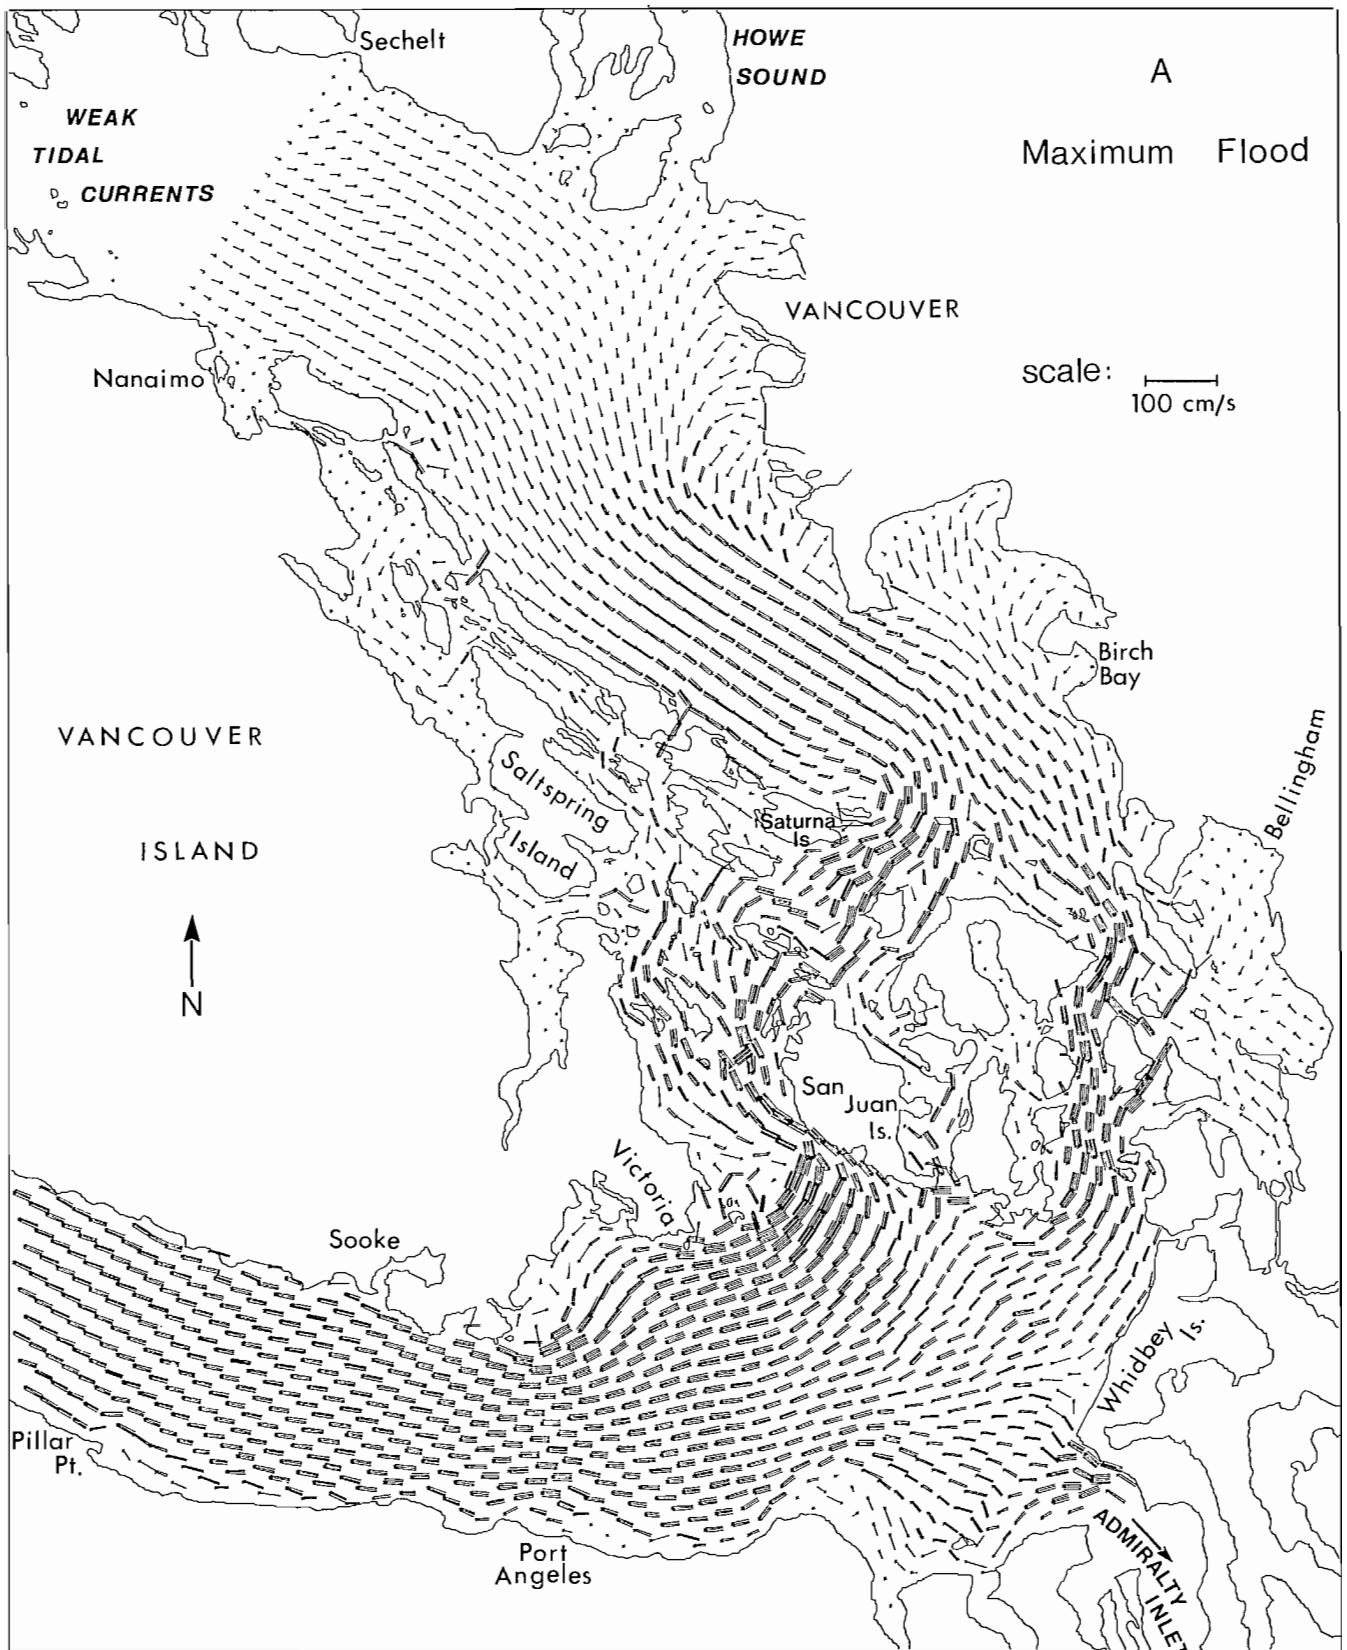 Sechelt
HOWE
SOUND
A
Maximum Flood
WEAK
TIDAL
CURRENTS
VANCOUVER
Nanaimo
scale:
100 cm/s
Birch
Bay
VANCOUVER
ISLAND
Bellingham
Saltspring
Island
Saturna
Is
N
San
Juan
Is.
Victoria
Sooke
Whidbey Is.
Pillar
Pt.
Port
Angeles
ADMIRALTY
INLET